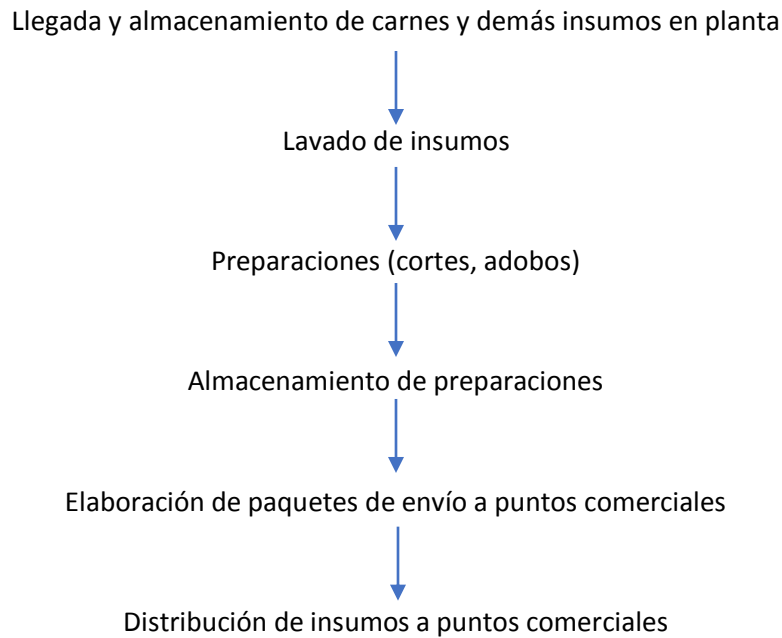 Llegada y almacenamiento de carnes y demás insumos en planta
Lavado de insumos
Preparaciones (cortes, adobos)
Almacenamiento de preparaciones
Elaboración de paquetes de envío a puntos comerciales
Distribución de insumos a puntos comerciales